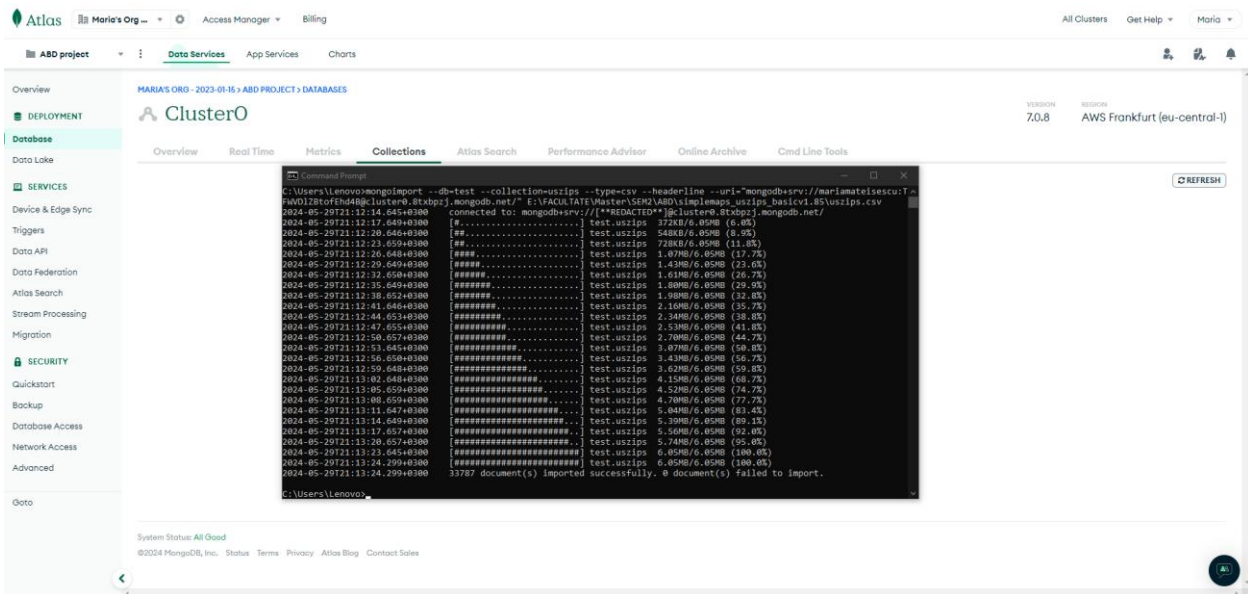 Atlas Maria's Org ... Access Manager Billing All Clusters Get Help Maria
ABD project Data Services App Services Charts
Overview
DEPLOYMENT
Database
Data Lake
SERVICES
Device & Edge Sync
Triggers
Data API
Data Federation
Atlas Search
Stream Processing
Migration
SECURITY
Quickstart
Backup
Database Access
Network Access
Advanced
Goto
MARIA'S ORG - 2023-01-15 > ABD PROJECT > DATABASES
Cluster0
VERSION REGION
7.0.8 AWS Frankfurt (eu-central-1)
Overview Real Time Metrics Collections Atlas Search Performance Advisor Online Archive Cmd Line Tools
REFRESH
Command Prompt
C:\Users\Lenovo>mongoimport --db=test --collection=uszips --type=csv --headerline --uri="mongodb+srv://mariamateisescu:T
FWVDlZBtofEhd4B@cluster0.8txbpzj.mongodb.net/" E:\FACULTATE\Master\SEM2\ABD\simplemaps_uszips_basicv1.85\uszips.csv
2024-05-29T21:12:14.645+0300 connected to: mongodb+srv://[**REDACTED**]@cluster0.8txbpzj.mongodb.net/
2024-05-29T21:12:17.649+0300 [#.......................] test.uszips 372KB/6.05MB (6.0%)
2024-05-29T21:12:20.646+0300 [##......................] test.uszips 548KB/6.05MB (8.9%)
2024-05-29T21:12:23.659+0300 [##......................] test.uszips 728KB/6.05MB (11.8%)
2024-05-29T21:12:26.648+0300 [####....................] test.uszips 1.07MB/6.05MB (17.7%)
2024-05-29T21:12:29.649+0300 [#####...................] test.uszips 1.43MB/6.05MB (23.6%)
2024-05-29T21:12:32.650+0300 [######..................] test.uszips 1.61MB/6.05MB (26.7%)
2024-05-29T21:12:35.649+0300 [#######.................] test.uszips 1.80MB/6.05MB (29.9%)
2024-05-29T21:12:38.652+0300 [#######.................] test.uszips 1.98MB/6.05MB (32.8%)
2024-05-29T21:12:41.646+0300 [########................] test.uszips 2.16MB/6.05MB (35.7%)
2024-05-29T21:12:44.653+0300 [#########...............] test.uszips 2.34MB/6.05MB (38.8%)
2024-05-29T21:12:47.655+0300 [##########..............] test.uszips 2.53MB/6.05MB (41.8%)
2024-05-29T21:12:50.657+0300 [##########..............] test.uszips 2.70MB/6.05MB (44.7%)
2024-05-29T21:12:53.645+0300 [############............] test.uszips 3.07MB/6.05MB (50.8%)
2024-05-29T21:12:56.650+0300 [#############...........] test.uszips 3.43MB/6.05MB (56.7%)
2024-05-29T21:12:59.648+0300 [##############..........] test.uszips 3.62MB/6.05MB (59.8%)
2024-05-29T21:13:02.648+0300 [################........] test.uszips 4.15MB/6.05MB (68.7%)
2024-05-29T21:13:05.659+0300 [#################.......] test.uszips 4.52MB/6.05MB (74.7%)
2024-05-29T21:13:08.659+0300 [##################......] test.uszips 4.70MB/6.05MB (77.7%)
2024-05-29T21:13:11.647+0300 [####################....] test.uszips 5.04MB/6.05MB (83.4%)
2024-05-29T21:13:14.649+0300 [#####################...] test.uszips 5.39MB/6.05MB (89.1%)
2024-05-29T21:13:17.657+0300 [######################..] test.uszips 5.56MB/6.05MB (92.0%)
2024-05-29T21:13:20.657+0300 [######################..] test.uszips 5.74MB/6.05MB (95.0%)
2024-05-29T21:13:23.645+0300 [########################] test.uszips 6.05MB/6.05MB (100.0%)
2024-05-29T21:13:24.299+0300 [########################] test.uszips 6.05MB/6.05MB (100.0%)
2024-05-29T21:13:24.299+0300 33787 document(s) imported successfully. 0 document(s) failed to import.
C:\Users\Lenovo>_
System Status: All Good
©2024 MongoDB, Inc. Status Terms Privacy Atlas Blog Contact Sales